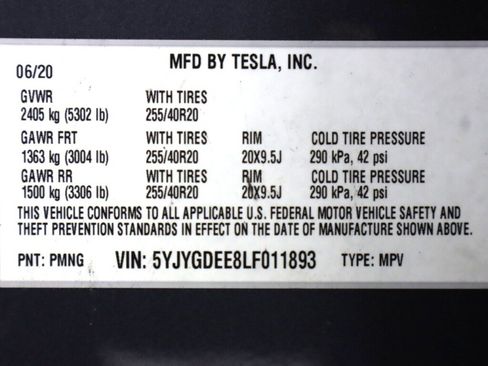 MFD BY TESLA, INC.
06/20
GVWR WITH TIRES
2405 kg (5302 lb) 255/40R20
GAWR FRT WITH TIRES RIM COLD TIRE PRESSURE
1363 kg (3004 lb) 255/40R20 20X9.5J 290 kPa, 42 psi
GAWR RR WITH TIRES RIM COLD TIRE PRESSURE
1500 kg (3306 lb) 255/40R20 20X9.5J 290 kPa, 42 psi
THIS VEHICLE CONFORMS TO ALL APPLICABLE U.S. FEDERAL MOTOR VEHICLE SAFETY AND
THEFT PREVENTION STANDARDS IN EFFECT ON THE DATE OF MANUFACTURE SHOWN ABOVE.
PNT: PMNG VIN: 5YJYGDEE8LF011893 TYPE: MPV